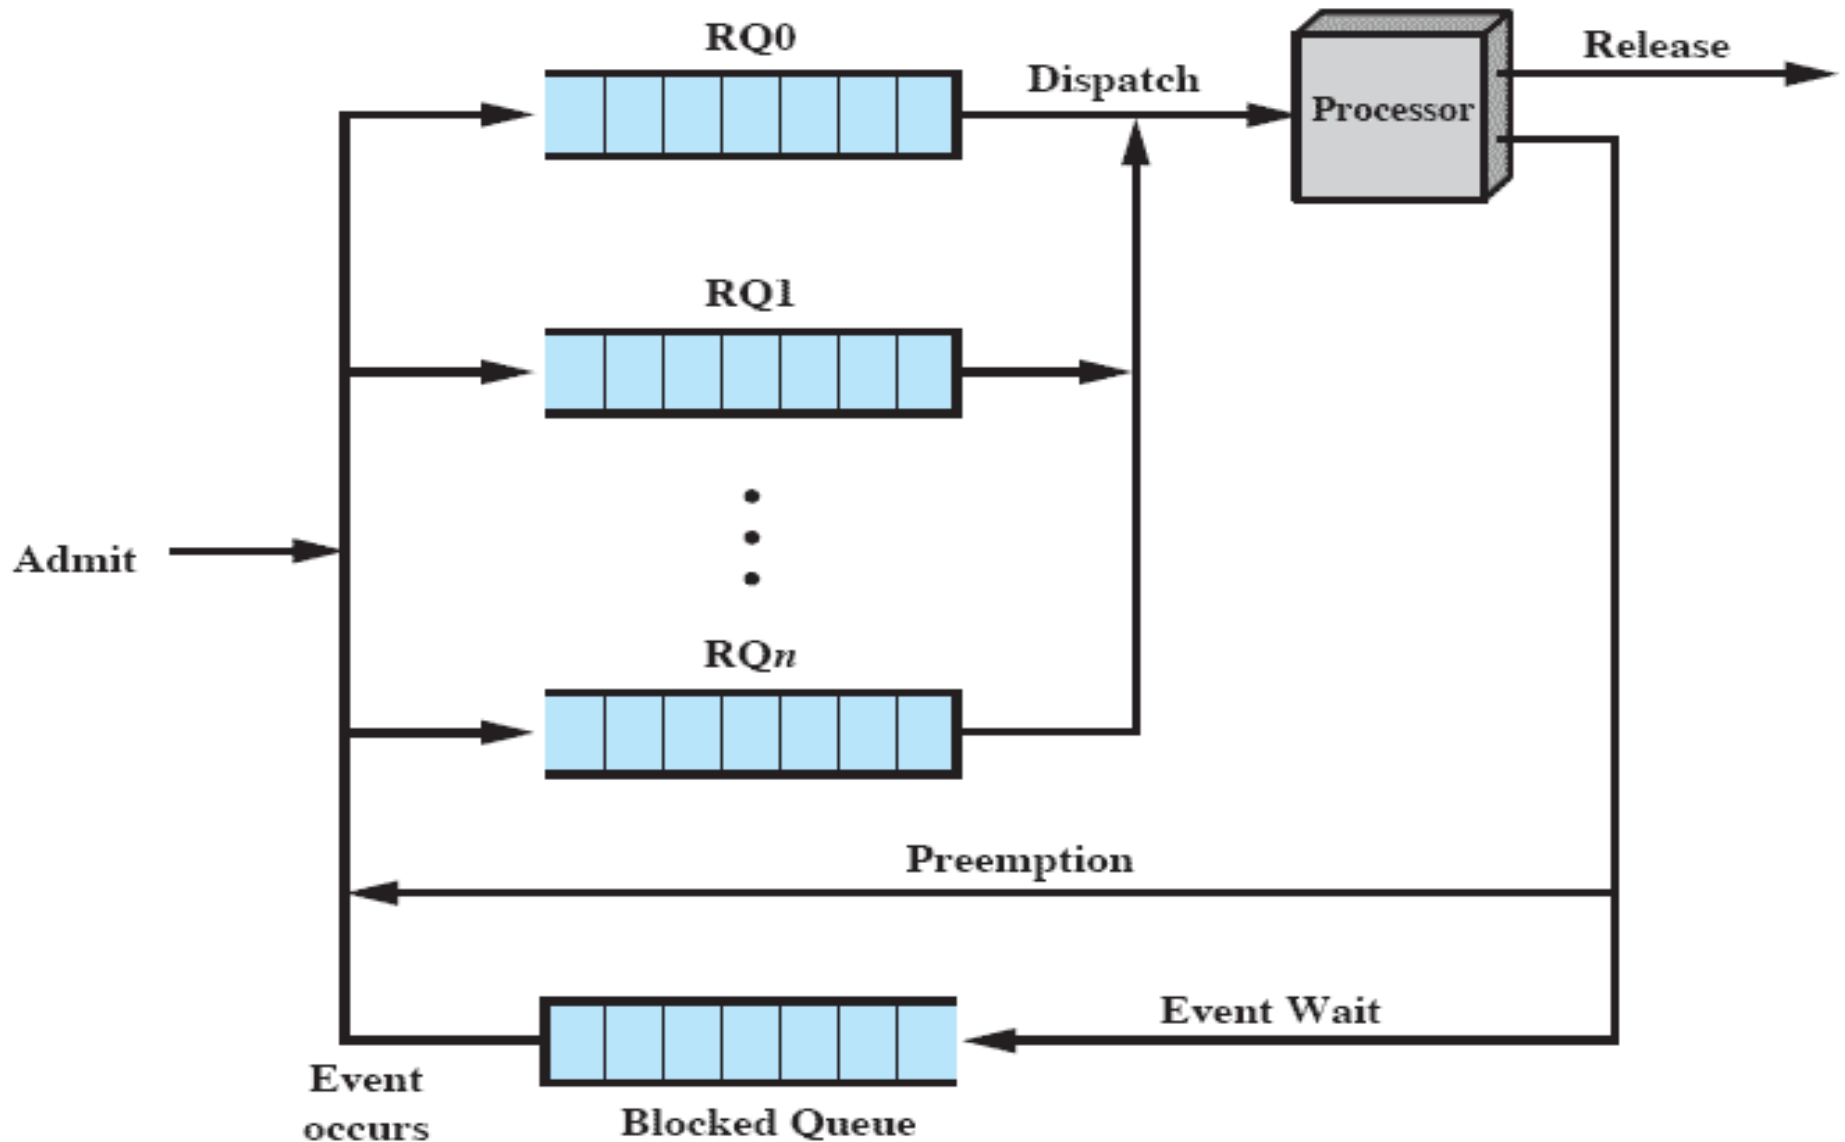 RQ0
Release
Dispatch
Processor
RQ1
Admit
RQn
Preemption
Event Wait
Event
occurs
Blocked Queue